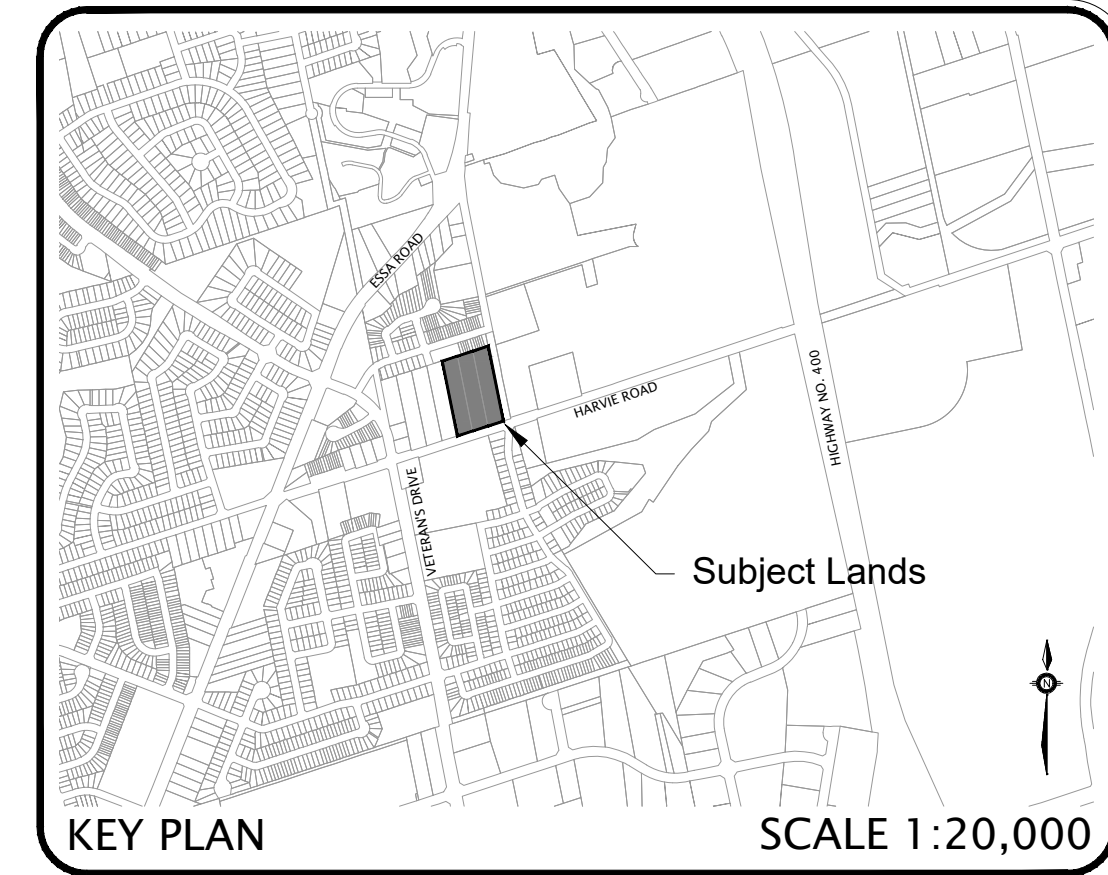 ESSA ROAD
HIGHWAY NO. 400
HARVIE ROAD
VETERAN'S DRIVE
Subject Lands
N
KEY PLAN
SCALE 1:20,000